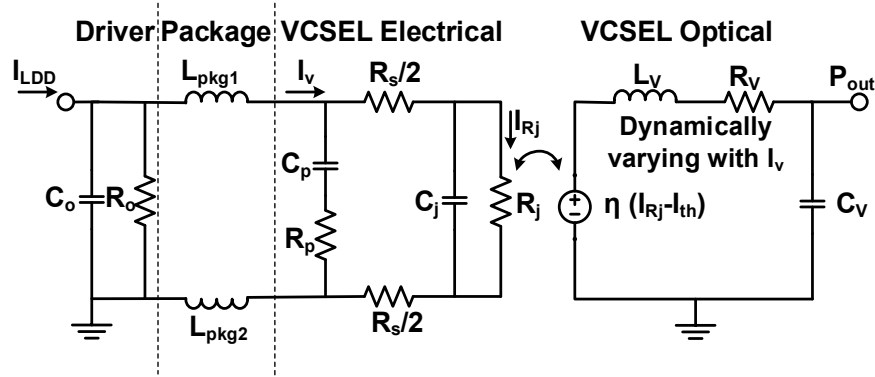 Driver Package VCSEL Electrical VCSEL Optical
I_LDD
L_pkg1
I_v
R_s/2
L_V
R_V
P_out
I_Rj
Dynamically
varying with I_v
C_o
R_o
C_p
R_p
C_j
R_j
+
−
η (I_Rj-I_th)
C_V
L_pkg2
R_s/2